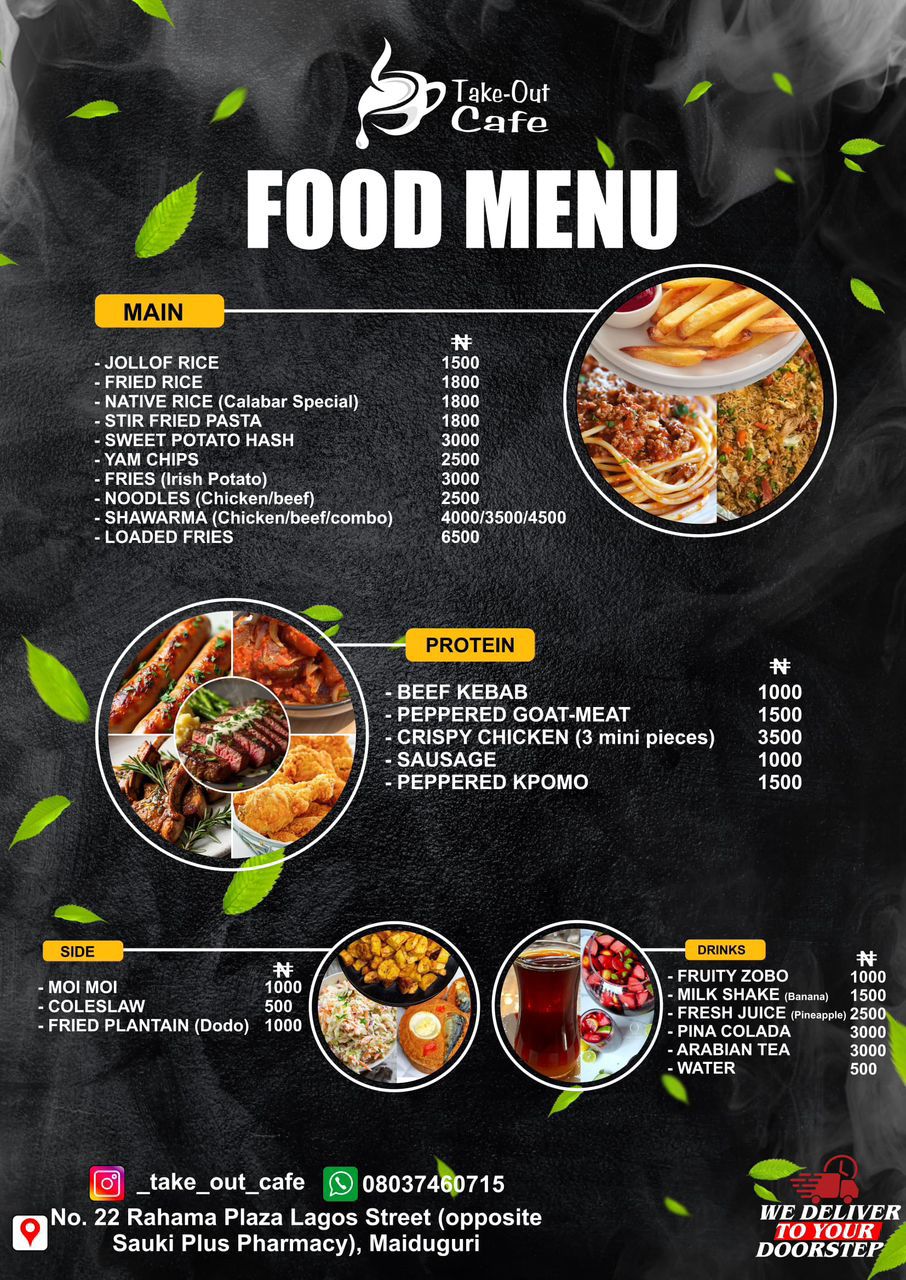 Take-Out
Cafe
FOOD MENU
MAIN
₦
- JOLLOF RICE 1500
- FRIED RICE 1800
- NATIVE RICE (Calabar Special) 1800
- STIR FRIED PASTA 1800
- SWEET POTATO HASH 3000
- YAM CHIPS 2500
- FRIES (Irish Potato) 3000
- NOODLES (Chicken/beef) 2500
- SHAWARMA (Chicken/beef/combo) 4000/3500/4500
- LOADED FRIES 6500
PROTEIN
₦
- BEEF KEBAB 1000
- PEPPERED GOAT-MEAT 1500
- CRISPY CHICKEN (3 mini pieces) 3500
- SAUSAGE 1000
- PEPPERED KPOMO 1500
SIDE
₦
- MOI MOI 1000
- COLESLAW 500
- FRIED PLANTAIN (Dodo) 1000
DRINKS
₦
- FRUITY ZOBO 1000
- MILK SHAKE (Banana) 1500
- FRESH JUICE (Pineapple) 2500
- PINA COLADA 3000
- ARABIAN TEA 3000
- WATER 500
_take_out_cafe 08037460715
No. 22 Rahama Plaza Lagos Street (opposite
Sauki Plus Pharmacy), Maiduguri
WE DELIVER
TO YOUR
DOORSTEP